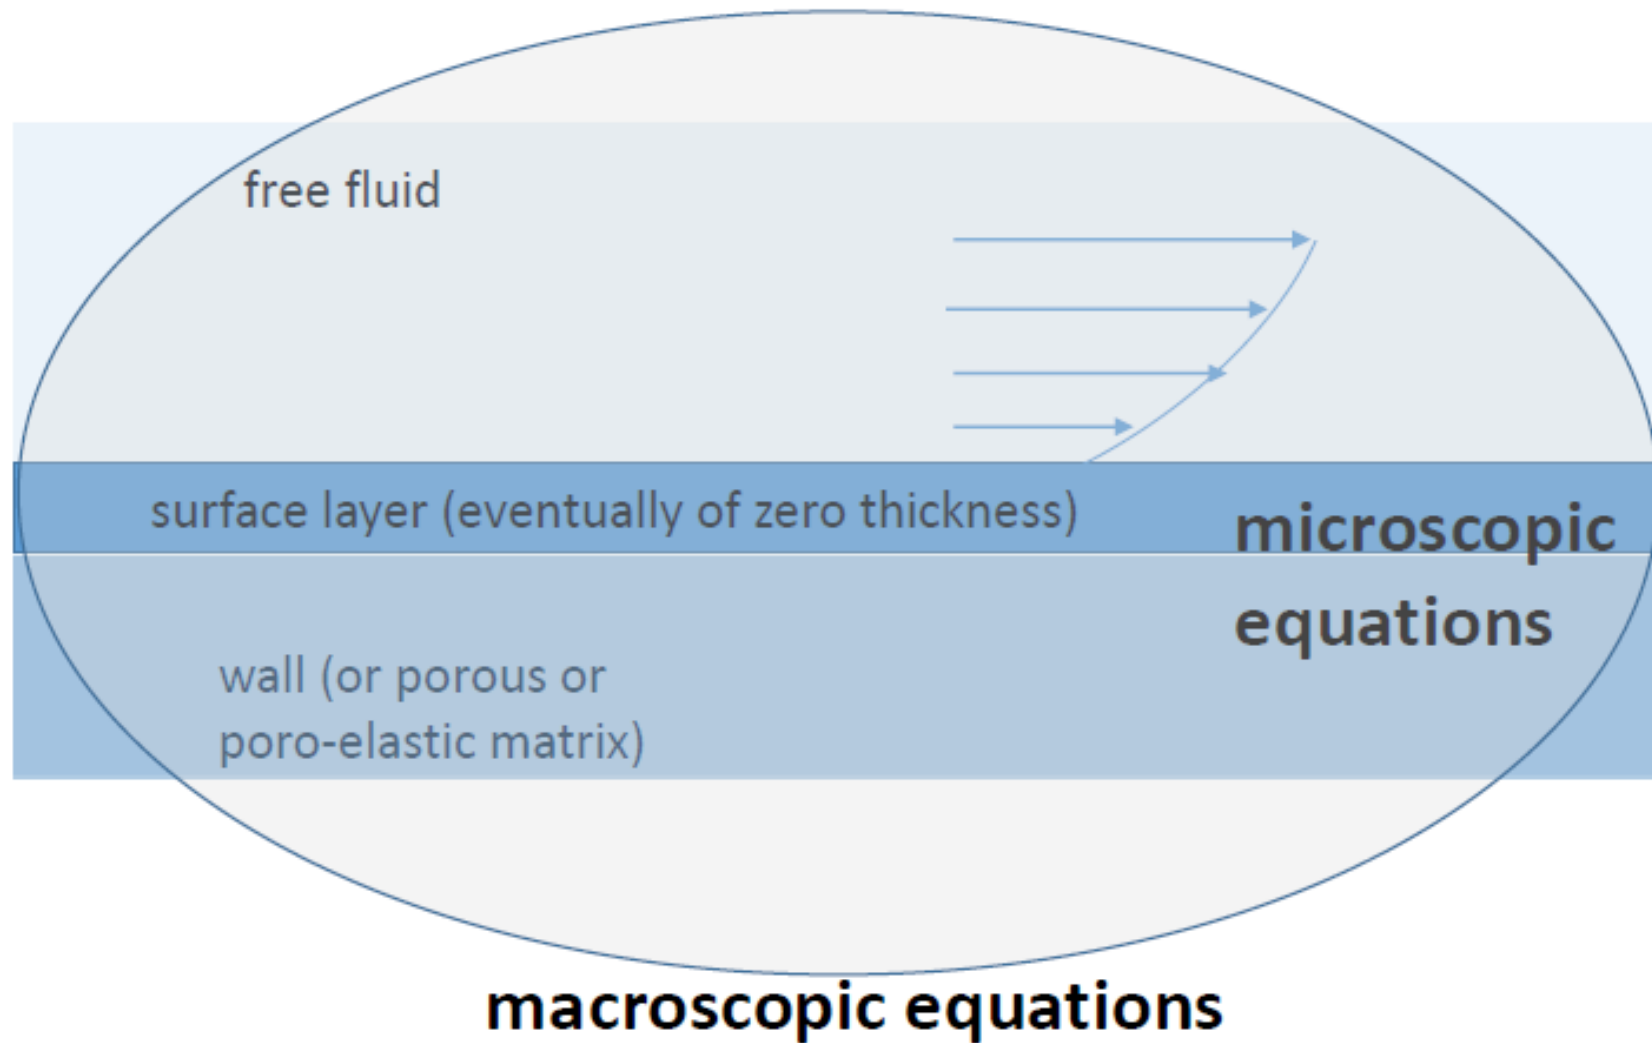 free fluid
surface layer (eventually of zero thickness)
microscopic
equations
wall (or porous or
poro-elastic matrix)
macroscopic equations